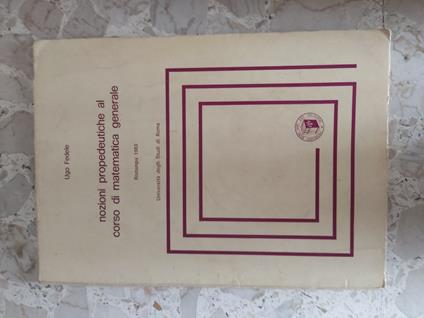 Ugo Fedele
nozioni propedeutiche al
corso di matematica generale
Ristampa 1983
Università degli Studi di Roma